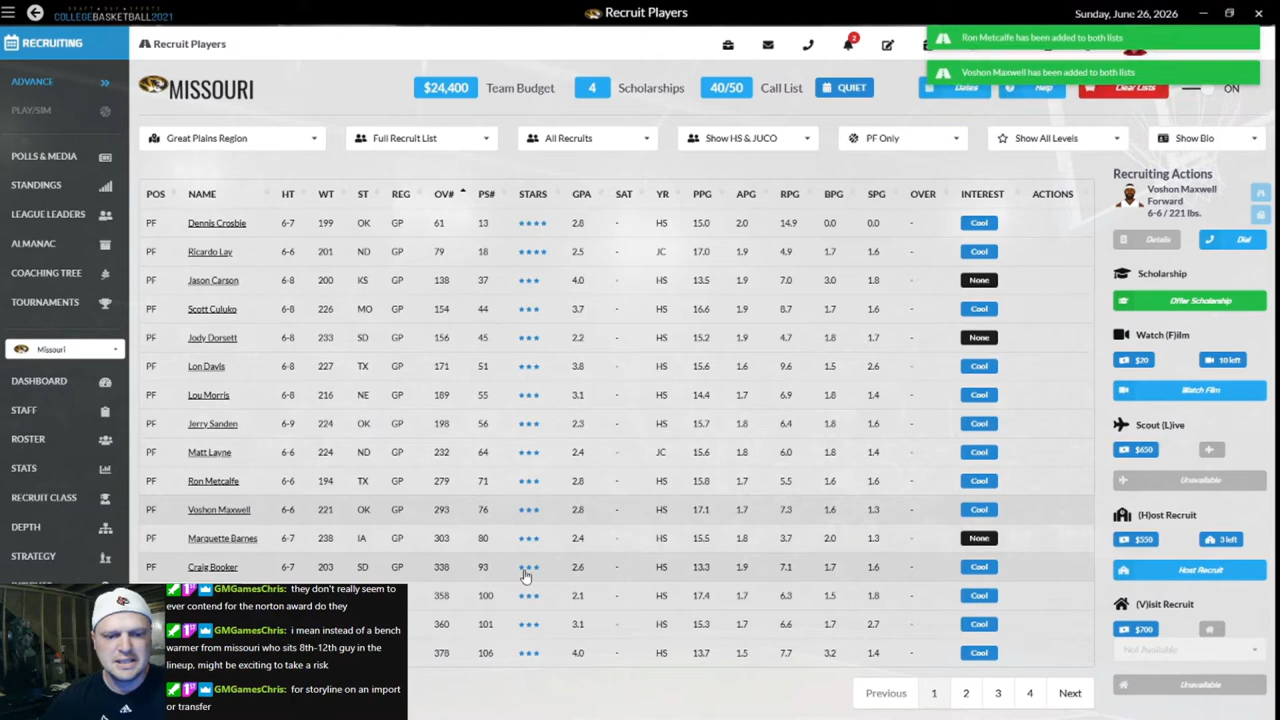 DRAFT DAY SPORTS
COLLEGEBASKETBALL2021
Recruit Players
Sunday, June 26, 2026
RECRUITING
Recruit Players
2
Ron Metcalfe has been added to both lists
Voshon Maxwell has been added to both lists
ADVANCE
PLAY/SIM
POLLS & MEDIA
STANDINGS
LEAGUE LEADERS
ALMANAC
COACHING TREE
TOURNAMENTS
Missouri
DASHBOARD
STAFF
ROSTER
STATS
RECRUIT CLASS
DEPTH
STRATEGY
MISSOURI
$24,400 Team Budget 4 Scholarships 40/50 Call List QUIET Dates Help Clear Lists ON
Great Plains Region Full Recruit List All Recruits Show HS & JUCO PF Only Show All Levels Show Bio
POS NAME HT WT ST REG OV# PS# STARS GPA SAT YR PPG APG RPG BPG SPG OVER INTEREST ACTIONS
PF Dennis Crosbie 6-7 199 OK GP 61 13 ★★★★ 2.8 - HS 15.0 2.0 14.9 0.0 0.0 - Cool
PF Ricardo Lay 6-6 201 ND GP 79 18 ★★★★ 2.5 - JC 17.0 1.9 4.9 1.7 1.6 - Cool
PF Jason Carson 6-8 200 KS GP 138 37 ★★★ 4.0 - HS 13.5 1.9 7.0 3.0 1.8 - None
PF Scott Culuko 6-8 226 MO GP 154 44 ★★★ 3.7 - HS 16.6 1.9 8.7 1.7 1.6 - Cool
PF Jody Dorsett 6-8 233 SD GP 156 45 ★★★ 2.2 - HS 15.2 1.9 4.7 1.8 1.4 - None
PF Lon Davis 6-8 227 TX GP 171 51 ★★★ 3.8 - HS 14.4 1.6 9.6 1.5 2.6 - Cool
PF Lou Morris 6-8 216 NE GP 189 55 ★★★ 3.1 - HS 14.4 1.7 6.9 1.8 1.4 - Cool
PF Jerry Sanden 6-9 224 OK GP 198 56 ★★★ 2.3 - HS 15.7 1.8 6.4 1.8 1.6 - Cool
PF Matt Layne 6-6 224 ND GP 232 64 ★★★ 2.4 - JC 15.6 1.8 6.0 1.8 1.4 - Cool
PF Ron Metcalfe 6-6 194 TX GP 279 71 ★★★ 2.8 - HS 15.8 1.7 5.5 1.6 1.6 - Cool
PF Voshon Maxwell 6-6 221 OK GP 293 76 ★★★ 2.8 - HS 17.1 1.7 7.3 1.6 1.3 - Cool
PF Marquette Barnes 6-7 238 IA GP 303 80 ★★★ 2.4 - HS 15.5 1.8 3.7 2.0 1.3 - None
PF Craig Booker 6-7 203 SD GP 338 93 ★★★ 2.6 - HS 13.3 1.9 7.1 1.7 1.6 - Cool
358 100 ★★★ 2.1 - HS 17.4 1.7 6.3 1.5 1.8 - Cool
360 101 ★★★ 3.1 - HS 15.3 1.7 6.6 1.7 2.7 - Cool
378 106 ★★★ 4.0 - HS 13.7 1.5 7.7 3.2 1.4 - Cool
Previous 1 2 3 4 Next
Recruiting Actions
Voshon Maxwell
Forward
6-6 / 221 lbs.
Details Dial
Scholarship
Offer Scholarship
Watch (F)ilm
$20 10 left
Watch Film
Scout (L)ive
$650
Unavailable
(H)ost Recruit
$550 3 left
Host Recruit
(V)isit Recruit
$700
Not Available
Unavailable
GMGamesChris: they don't really seem to
ever contend for the norton award do they
GMGamesChris: i mean instead of a bench
warmer from missouri who sits 8th-12th guy in the
lineup, might be exciting to take a risk
GMGamesChris: for storyline on an import
or transfer